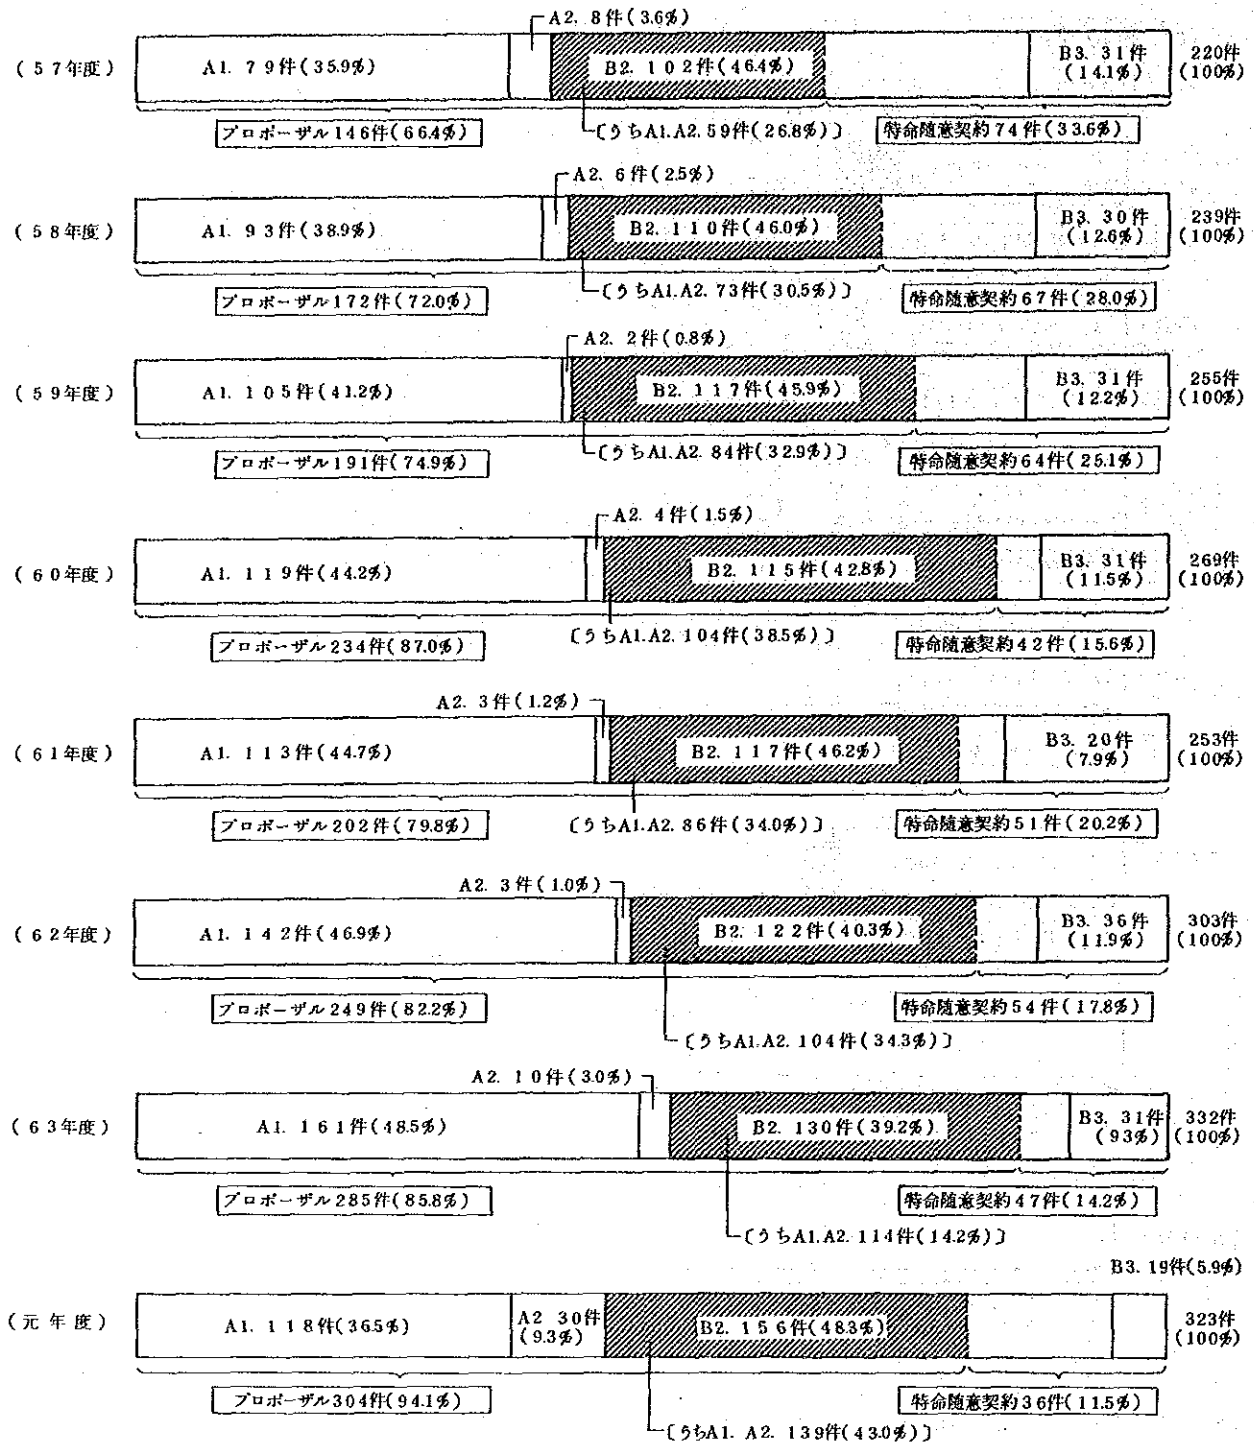 A2. 8件(3.6%)
(57年度)
A1. 79件(35.9%)
B2. 102件(46.4%)
B3. 31件
(14.1%)
220件
(100%)
プロポーザル146件(66.4%)
〔うちA1.A2. 59件(26.8%)〕
特命随意契約74件(33.6%)
A2. 6件(2.5%)
(58年度)
A1. 93件(38.9%)
B2. 110件(46.0%)
B3. 30件
(12.6%)
239件
(100%)
プロポーザル172件(72.0%)
〔うちA1.A2. 73件(30.5%)〕
特命随意契約67件(28.0%)
A2. 2件(0.8%)
(59年度)
A1. 105件(41.2%)
B2. 117件(45.9%)
B3. 31件
(12.2%)
255件
(100%)
プロポーザル191件(74.9%)
〔うちA1.A2. 84件(32.9%)〕
特命随意契約64件(25.1%)
A2. 4件(1.5%)
(60年度)
A1. 119件(44.2%)
B2. 115件(42.8%)
B3. 31件
(11.5%)
269件
(100%)
プロポーザル234件(87.0%)
〔うちA1.A2. 104件(38.5%)〕
特命随意契約42件(15.6%)
A2. 3件(1.2%)
(61年度)
A1. 113件(44.7%)
B2. 117件(46.2%)
B3. 20件
(7.9%)
253件
(100%)
プロポーザル202件(79.8%)
〔うちA1.A2. 86件(34.0%)〕
特命随意契約51件(20.2%)
A2. 3件(1.0%)
(62年度)
A1. 142件(46.9%)
B2. 122件(40.3%)
B3. 36件
(11.9%)
303件
(100%)
プロポーザル249件(82.2%)
特命随意契約54件(17.8%)
〔うちA1.A2. 104件(34.3%)〕
A2. 10件(3.0%)
(63年度)
A1. 161件(48.5%)
B2. 130件(39.2%)
B3. 31件
(93%)
332件
(100%)
プロポーザル285件(85.8%)
特命随意契約47件(14.2%)
〔うちA1.A2. 114件(14.2%)〕
B3. 19件(5.9%)
(元年度)
A1. 118件(36.5%)
A2 30件
(9.3%)
B2. 156件(48.3%)
323件
(100%)
プロポーザル304件(94.1%)
特命随意契約36件(11.5%)
〔うちA1. A2. 139件(43.0%)〕